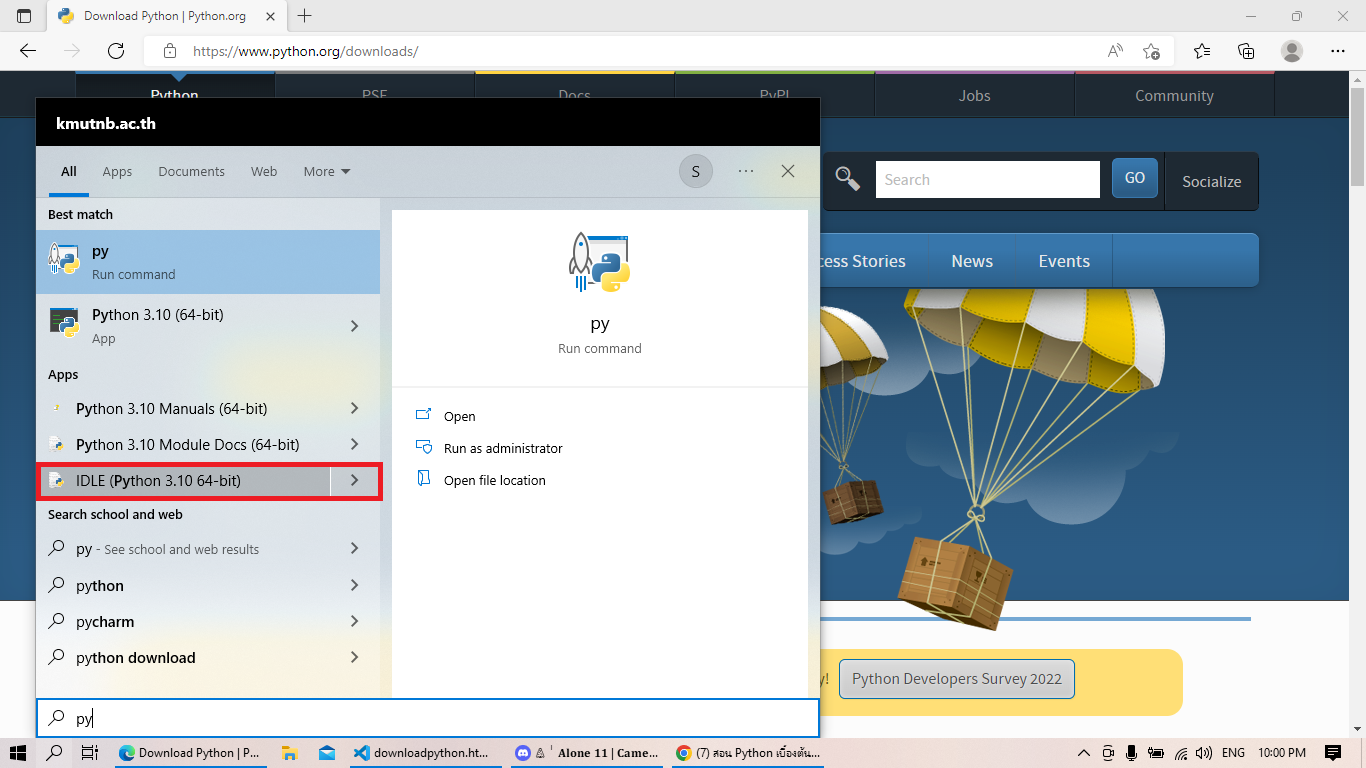 Download Python | Python.org
https://www.python.org/downloads/
Python
PSF
Docs
PyPI
Jobs
Community
kmutnb.ac.th
All
Apps
Documents
Web
More
S
Search
GO
Socialize
Best match
py
Run command
Python 3.10 (64-bit)
App
Apps
Python 3.10 Manuals (64-bit)
Python 3.10 Module Docs (64-bit)
IDLE (Python 3.10 64-bit)
Search school and web
py - See school and web results
python
pycharm
python download
py
Run command
Open
Run as administrator
Open file location
cess Stories
News
Events
y!
Python Developers Survey 2022
py
Download Python | P...
downloadpython.ht...
Alone 11 | Came...
(7) สอน Python เบื้องต้น...
ENG
10:00 PM